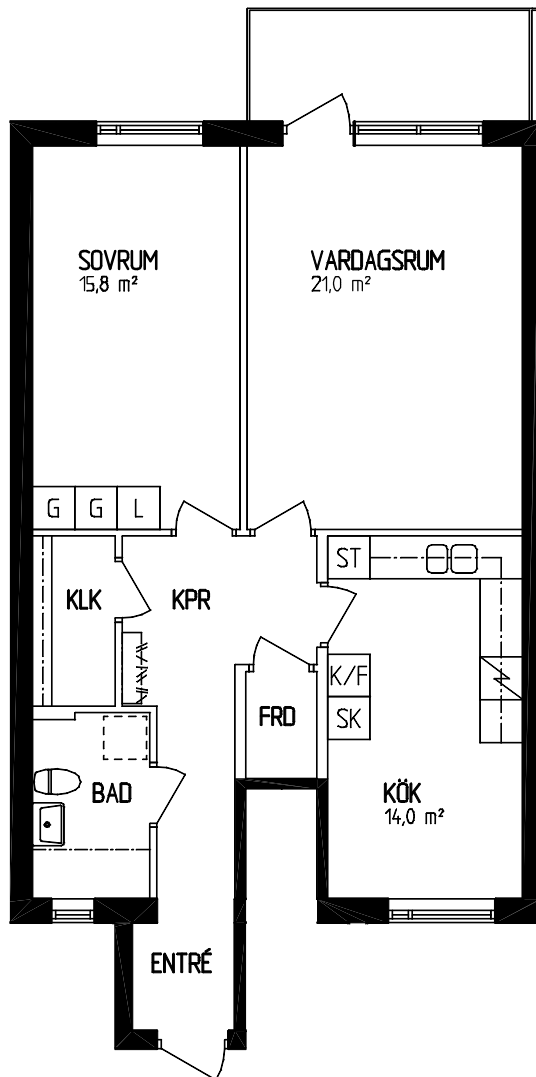 SOVRUM
15,8 m²
VARDAGSRUM
21,0 m²
G G L
ST
KLK
KPR
K/F
SK
FRD
BAD
KÖK
14,0 m²
ENTRÉ